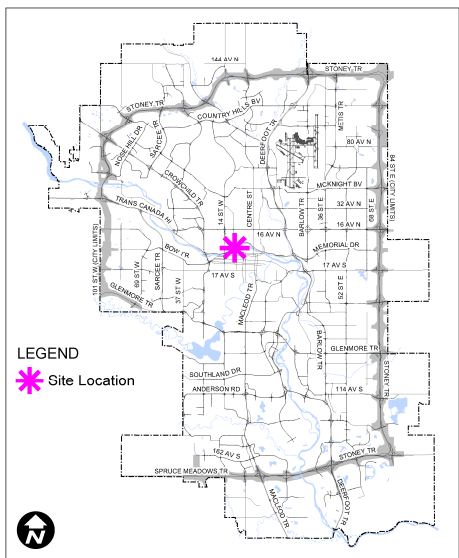 144 AV N
STONEY TR
STONEY TR
COUNTRY HILLS BV
METIS TR
DEERFOOT TR
NOSE HILL DR
SARCEE TR
80 AV N
84 ST E (CITY LIMITS)
CROWCHILD TR
MCKNIGHT BV
TRANS CANADA HI
14 ST W
CENTRE ST
BARLOW TR
36 ST E
32 AV N
68 ST E
16 AV N
16 AV N
101 ST W (CITY LIMITS)
BOW TR
MEMORIAL DR
69 ST W
SARCEE TR
37 ST W
17 AV S
17 AV S
GLENMORE TR
MACLEOD TR
52 ST E
BARLOW TR
GLENMORE TR
LEGEND
Site Location
SOUTHLAND DR
STONEY TR
ANDERSON RD
114 AV S
162 AV S
STONEY TR
SPRUCE MEADOWS TR
MACLEOD TR
DEERFOOT TR
N